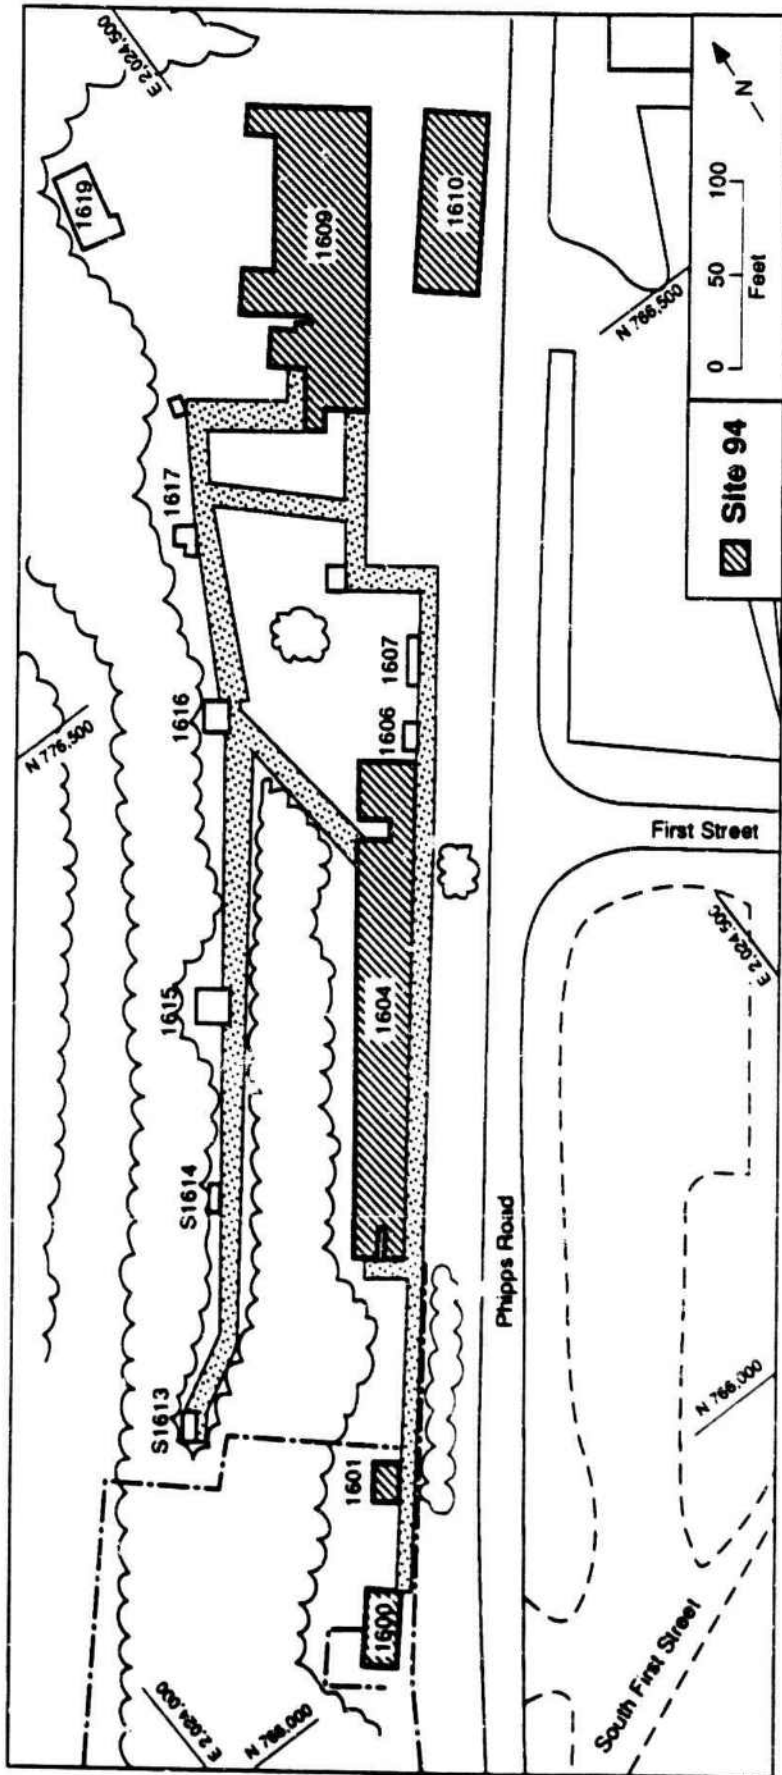 E 2,024,500
1619
1609
1610
N
0 50 100
Feet
Site 94
N 766,500
1617
1616
1607
1606
N 776,500
First Street
E 2,024,50C
1615
1604
S1614
Phipps Road
N 766,000
S1613
1601
1600
South First Street
E 2,024,000
N 766,000